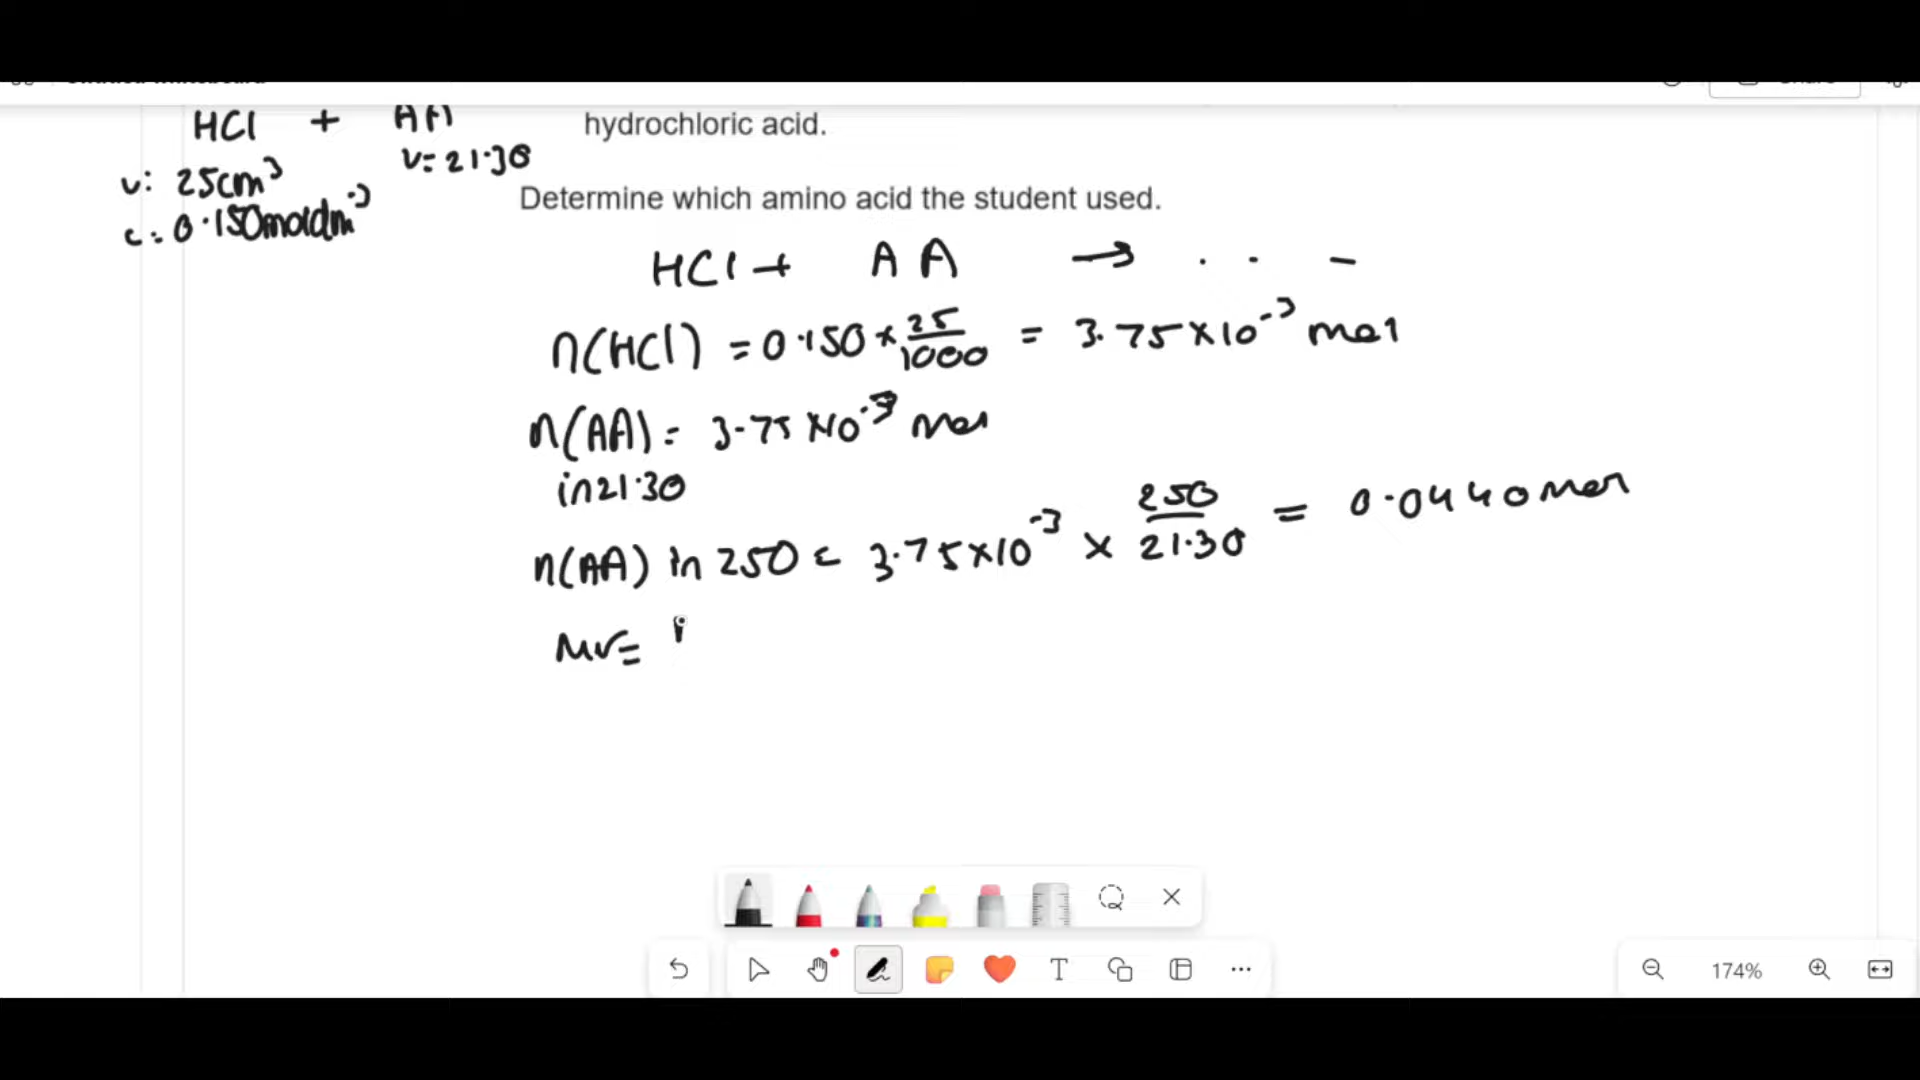 HCl + AA
v: 25cm³ v= 21.30
c: 0.150moldm⁻³
hydrochloric acid.
Determine which amino acid the student used.
HCl + AA → . . -
n(HCl) = 0.150 × 25/1000 = 3.75×10⁻³ mol
n(AA) = 3.75 ×10⁻³ mol
in 21.30
n(AA) in 250 = 3.75×10⁻³ × 250/21.30 = 0.0440 mol
Mr=
174%